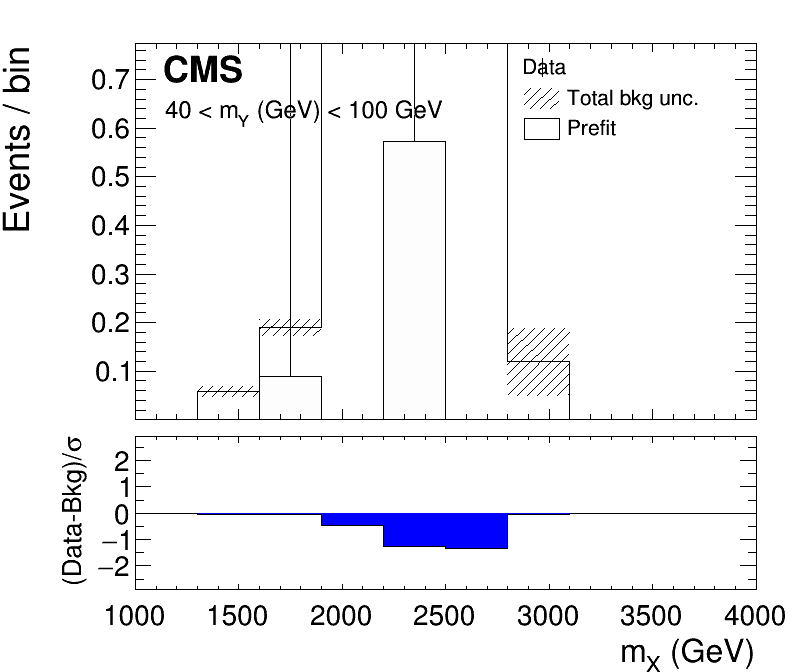 Events / bin
CMS
40 < mY (GeV) < 100 GeV
Data
Total bkg unc.
Prefit
0.7
0.6
0.5
0.4
0.3
0.2
0.1
(Data-Bkg)/σ
2
1
0
−1
−2
1000 1500 2000 2500 3000 3500 4000
mX (GeV)